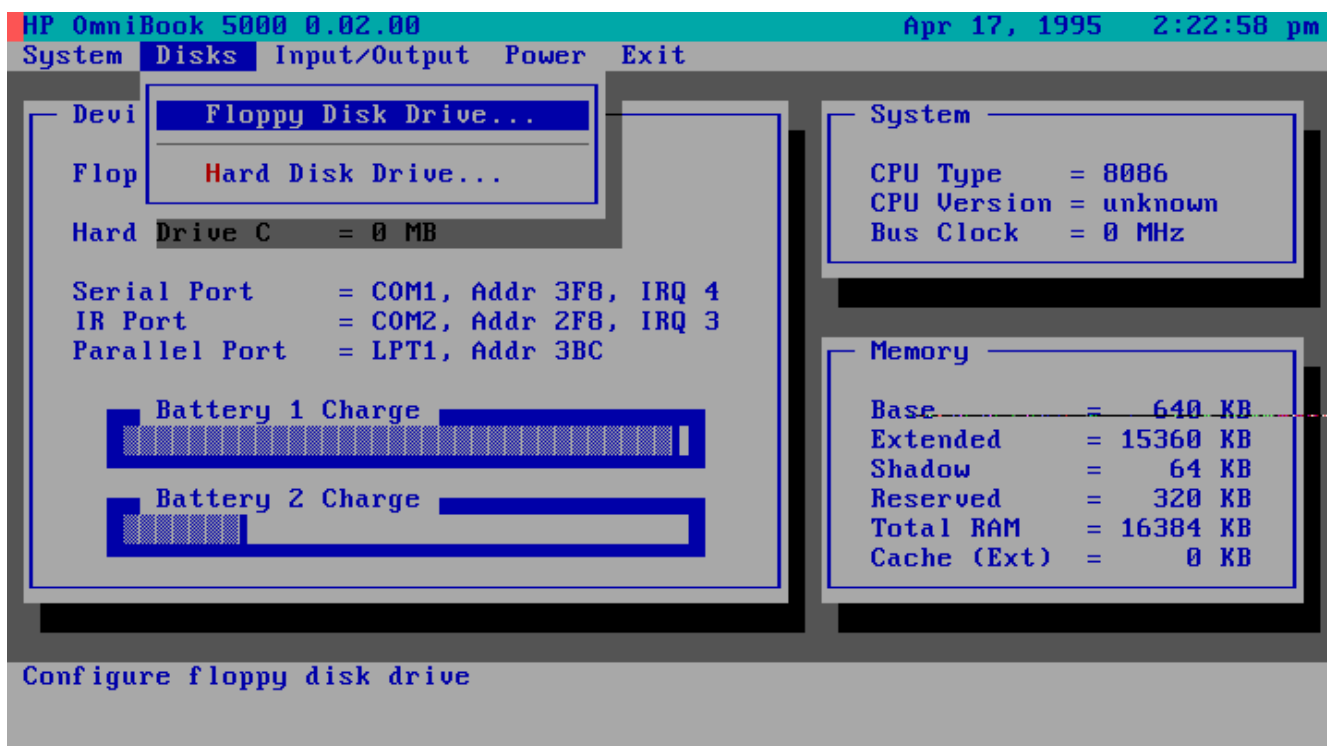 HP OmniBook 5000 0.02.00 Apr 17, 1995 2:22:58 pm
System Disks Input/Output Power Exit
Floppy Disk Drive...
Hard Disk Drive...
Devi
Flop
Hard Drive C = 0 MB
Serial Port = COM1, Addr 3F8, IRQ 4
IR Port = COM2, Addr 2F8, IRQ 3
Parallel Port = LPT1, Addr 3BC
Battery 1 Charge
Battery 2 Charge
System
CPU Type = 8086
CPU Version = unknown
Bus Clock = 0 MHz
Memory
Base = 640 KB
Extended = 15360 KB
Shadow = 64 KB
Reserved = 320 KB
Total RAM = 16384 KB
Cache (Ext) = 0 KB
Configure floppy disk drive